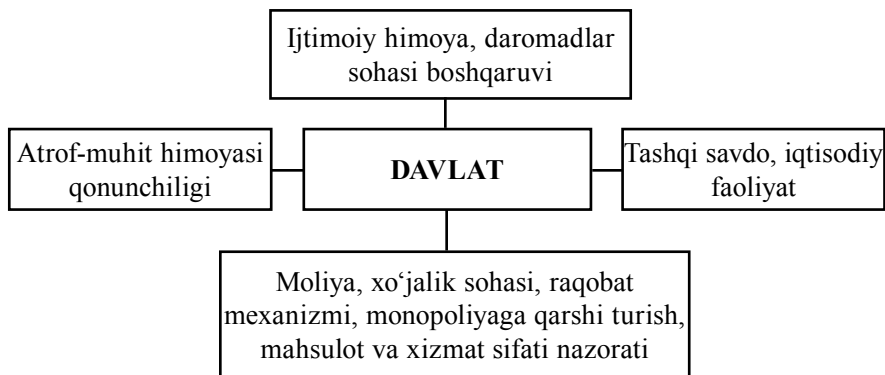 Ijtimoiy himoya, daromadlar
sohasi boshqaruvi
Atrof-muhit himoyasi
qonunchiligi
DAVLAT
Tashqi savdo, iqtisodiy
faoliyat
Moliya, xo‘jalik sohasi, raqobat
mexanizmi, monopoliyaga qarshi turish,
mahsulot va xizmat sifati nazorati